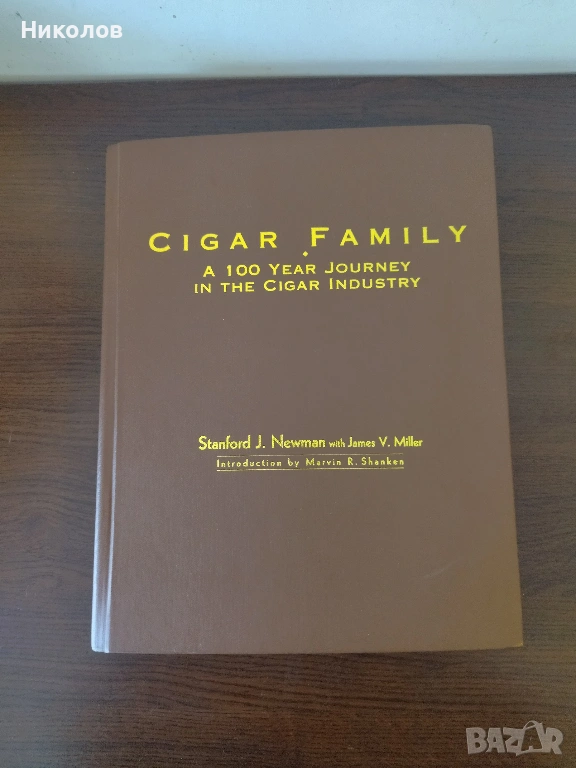 Николов
CIGAR FAMILY
A 100 YEAR JOURNEY
IN THE CIGAR INDUSTRY
Stanford J. Newman with James V. Miller
Introduction by Marvin R. Shanken
BAZAR